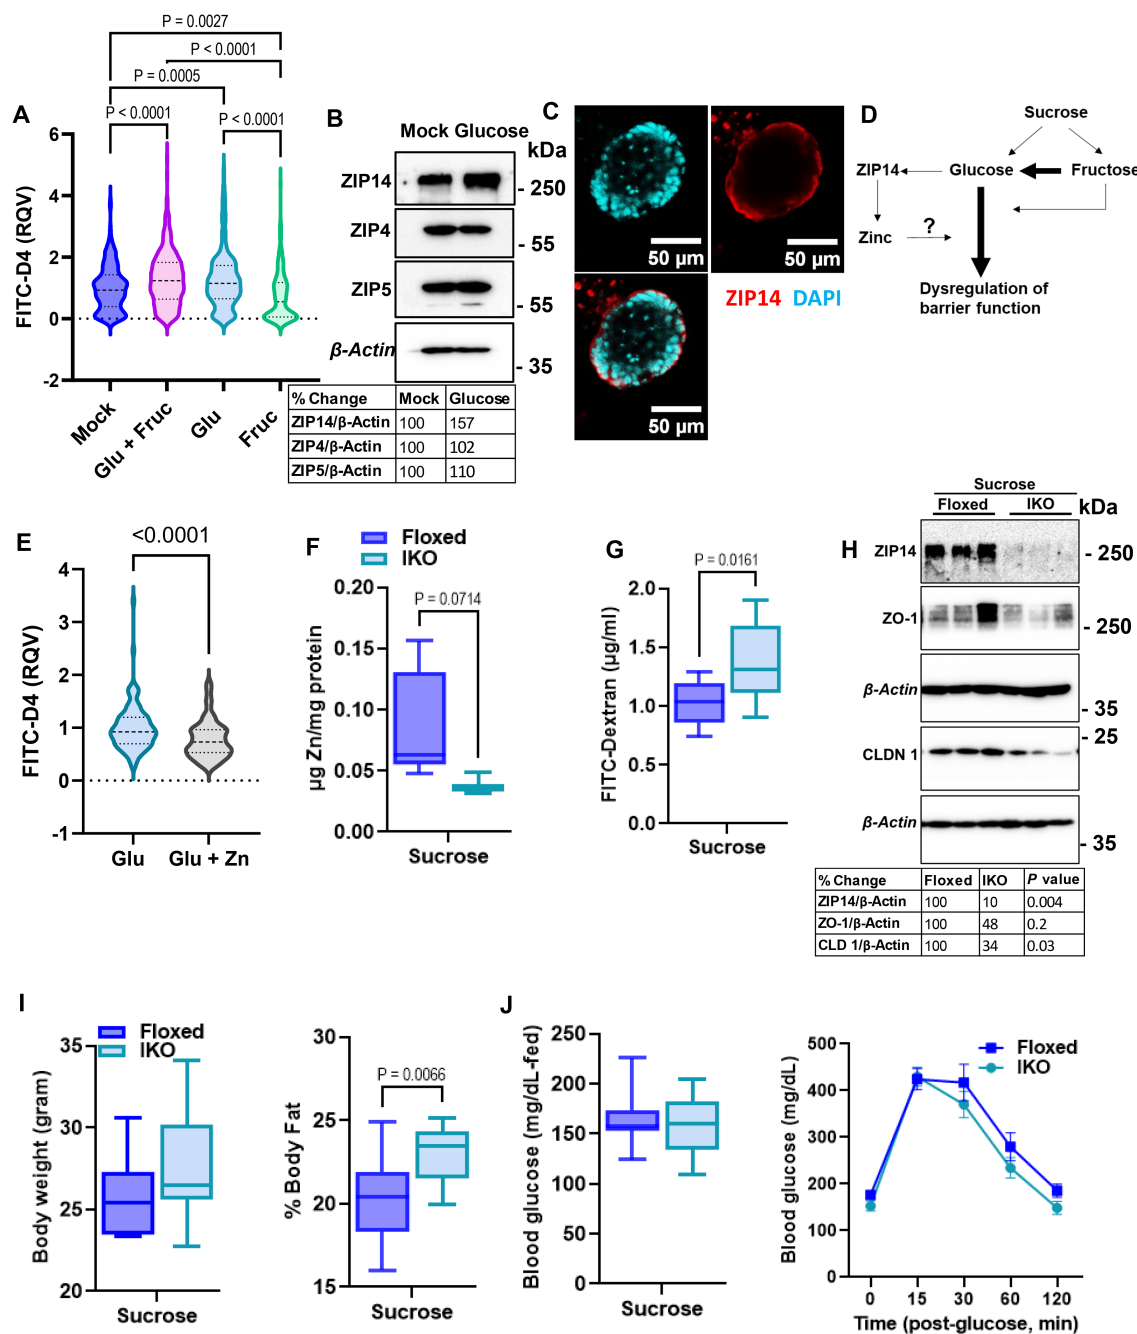 A
P = 0.0027
P < 0.0001
P = 0.0005
P < 0.0001
P < 0.0001
FITC-D4 (RQV)
6
4
2
0
-2
Mock
Glu + Fruc
Glu
Fruc
B
Mock Glucose
kDa
ZIP14
- 250
ZIP4
- 55
ZIP5
- 55
β-Actin
- 35
% Change Mock Glucose
ZIP14/β-Actin 100 157
ZIP4/β-Actin 100 102
ZIP5/β-Actin 100 110
C
50 µm
50 µm
ZIP14 DAPI
50 µm
D
Sucrose
ZIP14 Glucose Fructose
Zinc ?
Dysregulation of
barrier function
E
<0.0001
FITC-D4 (RQV)
4
3
2
1
0
-1
Glu
Glu + Zn
F
Floxed
IKO
P = 0.0714
µg Zn/mg protein
0.20
0.15
0.10
0.05
0.00
Sucrose
G
P = 0.0161
FITC-Dextran (µg/ml)
2.0
1.5
1.0
0.5
0.0
Sucrose
H
Sucrose
Floxed IKO
kDa
ZIP14
- 250
ZO-1
- 250
β-Actin
- 35
- 25
CLDN 1
β-Actin
- 35
% Change Floxed IKO P value
ZIP14/β-Actin 100 10 0.004
ZO-1/β-Actin 100 48 0.2
CLD 1/β-Actin 100 34 0.03
I
Floxed
IKO
Body weight (gram)
35
30
25
20
Sucrose
% Body Fat
P = 0.0066
30
25
20
15
Sucrose
J
Blood glucose (mg/dL-fed)
250
200
150
100
50
0
Sucrose
Floxed
IKO
Blood glucose (mg/dL)
500
400
300
200
100
0
0 15 30 60 120
Time (post-glucose, min)